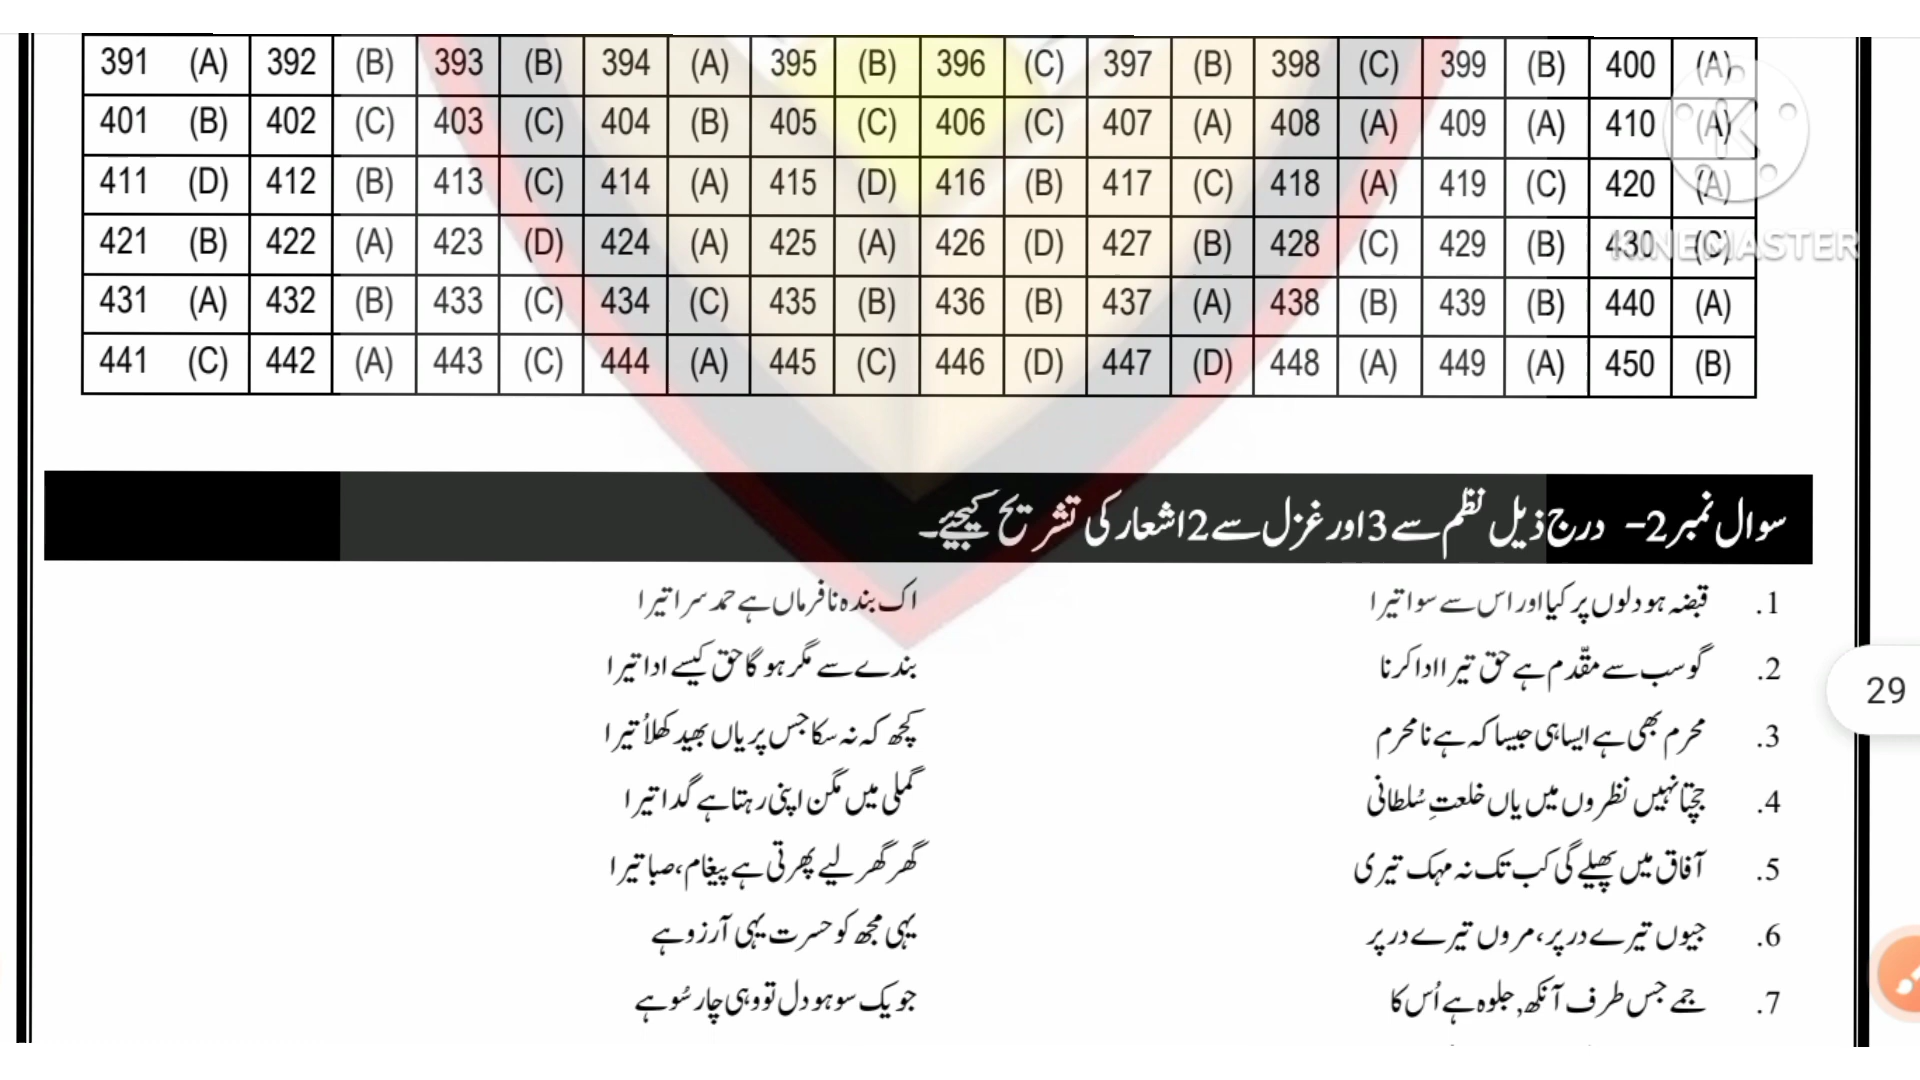 391 (A) 392 (B) 393 (B) 394 (A) 395 (B) 396 (C) 397 (B) 398 (C) 399 (B) 400 (A)
401 (B) 402 (C) 403 (C) 404 (B) 405 (C) 406 (C) 407 (A) 408 (A) 409 (A) 410 (A)
411 (D) 412 (B) 413 (C) 414 (A) 415 (D) 416 (B) 417 (C) 418 (A) 419 (C) 420 (A)
421 (B) 422 (A) 423 (D) 424 (A) 425 (A) 426 (D) 427 (B) 428 (C) 429 (B) 430 (C)
KINEMASTER
431 (A) 432 (B) 433 (C) 434 (C) 435 (B) 436 (B) 437 (A) 438 (B) 439 (B) 440 (A)
441 (C) 442 (A) 443 (C) 444 (A) 445 (C) 446 (D) 447 (D) 448 (A) 449 (A) 450 (B)
سوال نمبر 2- درج ذیل نظم سے 3 اور غزل سے 2 اشعار کی تشریح کیجیئے۔
1. قبضہ ہو دلوں پر کیا اور اس سے سوا تیرا اک بندہ نافرماں ہے حمد سرا تیرا
2. گو سب سے مقدّم ہے حق تیرا ادا کرنا بندے سے مگر ہو گا حق کیسے ادا تیرا
29
3. محرم بھی ہے ایسا ہی جیسا کہ ہے نا محرم کچھ کہ نہ سکا جس پر یاں بھید کھلاُ تیرا
4. جچتا نہیں نظروں میں یاں خلعتِ سُلطانی گملی میں مگن اپنی رہتا ہے گدا تیرا
5. آفاق میں پھیلے گی کب تک نہ مہک تیری گھر گھر لیے پھرتی ہے پیغام، صبا تیرا
6. جیوں تیرے در پر، مروں تیرے در پر یہی مجھ کو حسرت یہی آرزو ہے
7. جمے جس طرف آنکھ, جلوہ ہے اُس کا جو یک سو ہو دل تو وہی چار سُو ہے